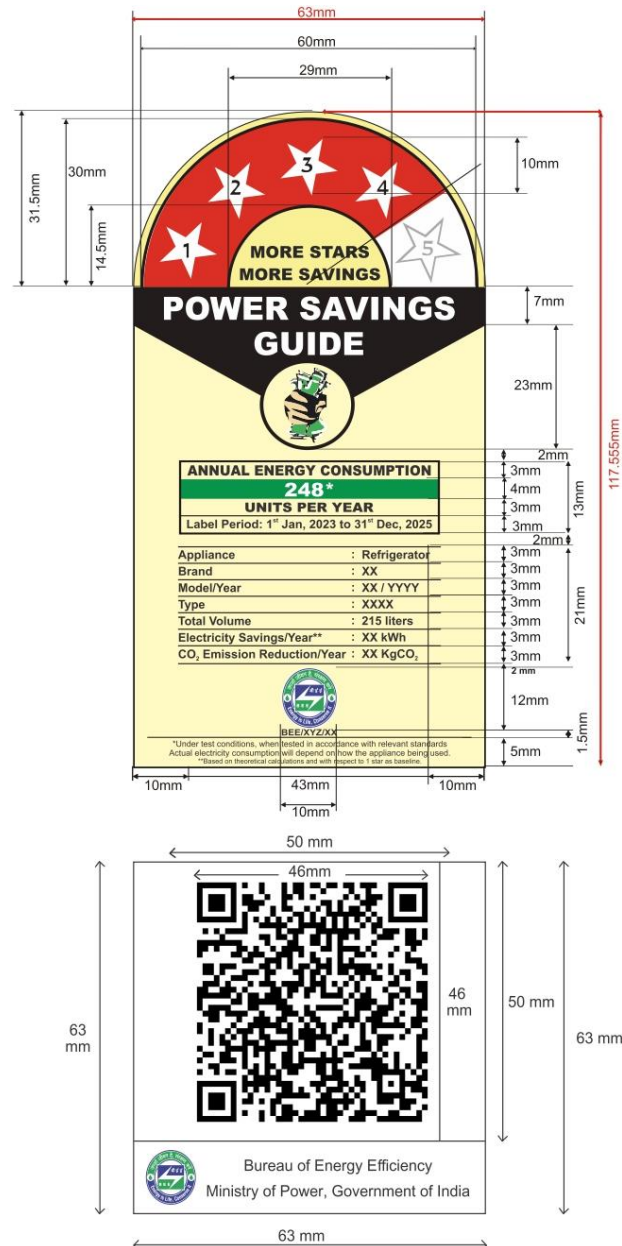 63mm
60mm
29mm
31.5mm
30mm
14.5mm
10mm
1
2
3
4
5
MORE STARS
MORE SAVINGS
POWER SAVINGS
GUIDE
7mm
23mm
117.555mm
2mm
ANNUAL ENERGY CONSUMPTION
248*
UNITS PER YEAR
Label Period: 1st Jan, 2023 to 31st Dec, 2025
3mm
4mm
3mm
3mm
13mm
2mm
Appliance : Refrigerator
Brand : XX
Model/Year : XX / YYYY
Type : XXXX
Total Volume : 215 liters
Electricity Savings/Year** : XX kWh
CO₂ Emission Reduction/Year : XX KgCO₂
3mm
3mm
3mm
3mm
3mm
3mm
3mm
21mm
2 mm
12mm
BEE/XYZ/XX
*Under test conditions, when tested in accordance with relevant standards
Actual electricity consumption will depend on how the appliance being used.
**Based on theoretical calculations and with respect to 1 star as baseline.
1.5mm
5mm
10mm
43mm
10mm
10mm
50 mm
46mm
46
mm
50 mm
63
mm
63 mm
Bureau of Energy Efficiency
Ministry of Power, Government of India
63 mm